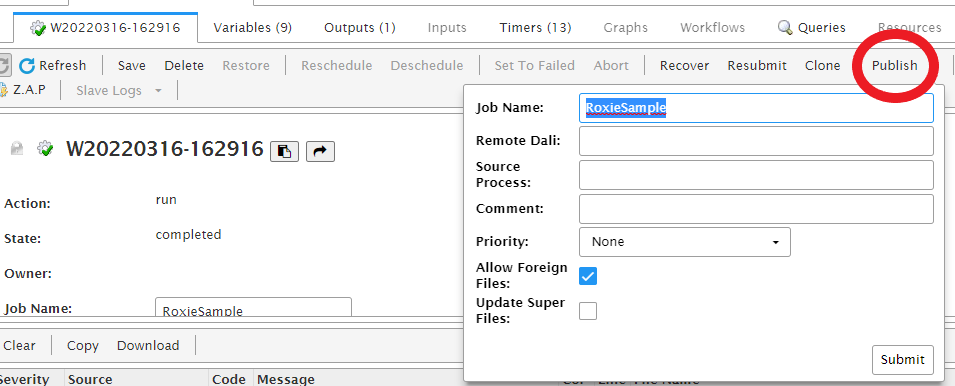 W20220316-162916 Variables (9) Outputs (1) Inputs Timers (13) Graphs Workflows Queries Resources
Refresh Save Delete Restore Reschedule Deschedule Set To Failed Abort Recover Resubmit Clone Publish
Z.A.P Slave Logs
W20220316-162916
Action: run
State: completed
Owner:
Job Name: RoxieSample
Clear Copy Download
Severity Source Code Message
Job Name: RoxieSample
Remote Dali:
Source
Process:
Comment:
Priority: None
Allow Foreign
Files:
Update Super
Files:
Submit